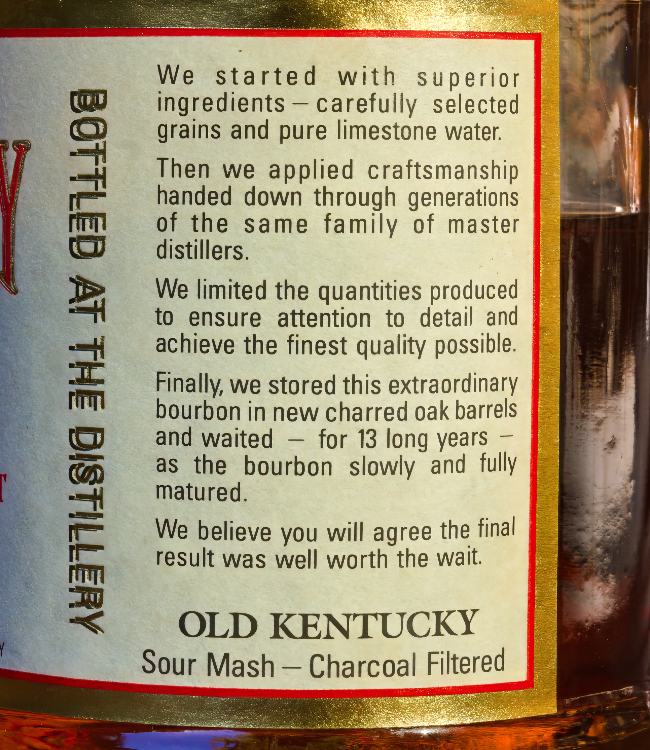 BOTTLED AT THE DISTILLERY
We started with superior
ingredients – carefully selected
grains and pure limestone water.
Then we applied craftsmanship
handed down through generations
of the same family of master
distillers.
We limited the quantities produced
to ensure attention to detail and
achieve the finest quality possible.
Finally, we stored this extraordinary
bourbon in new charred oak barrels
and waited – for 13 long years –
as the bourbon slowly and fully
matured.
We believe you will agree the final
result was well worth the wait.
OLD KENTUCKY
Sour Mash – Charcoal Filtered